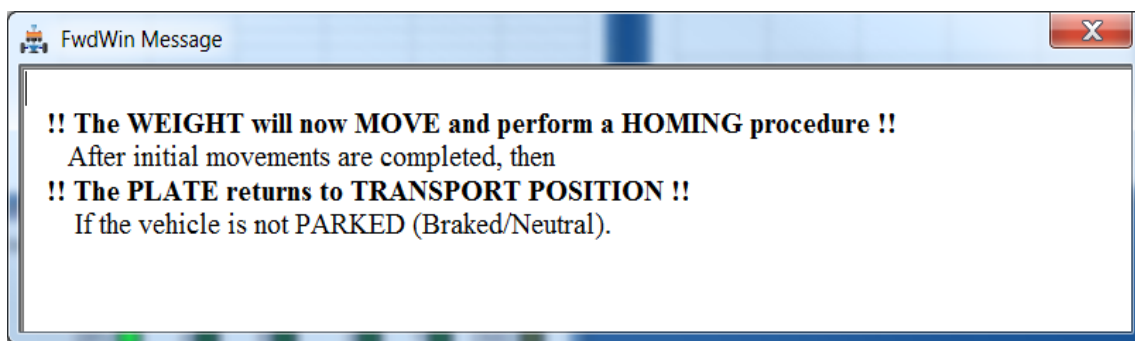 FwdWin Message
X
!! The WEIGHT will now MOVE and perform a HOMING procedure !!
After initial movements are completed, then
!! The PLATE returns to TRANSPORT POSITION !!
If the vehicle is not PARKED (Braked/Neutral).